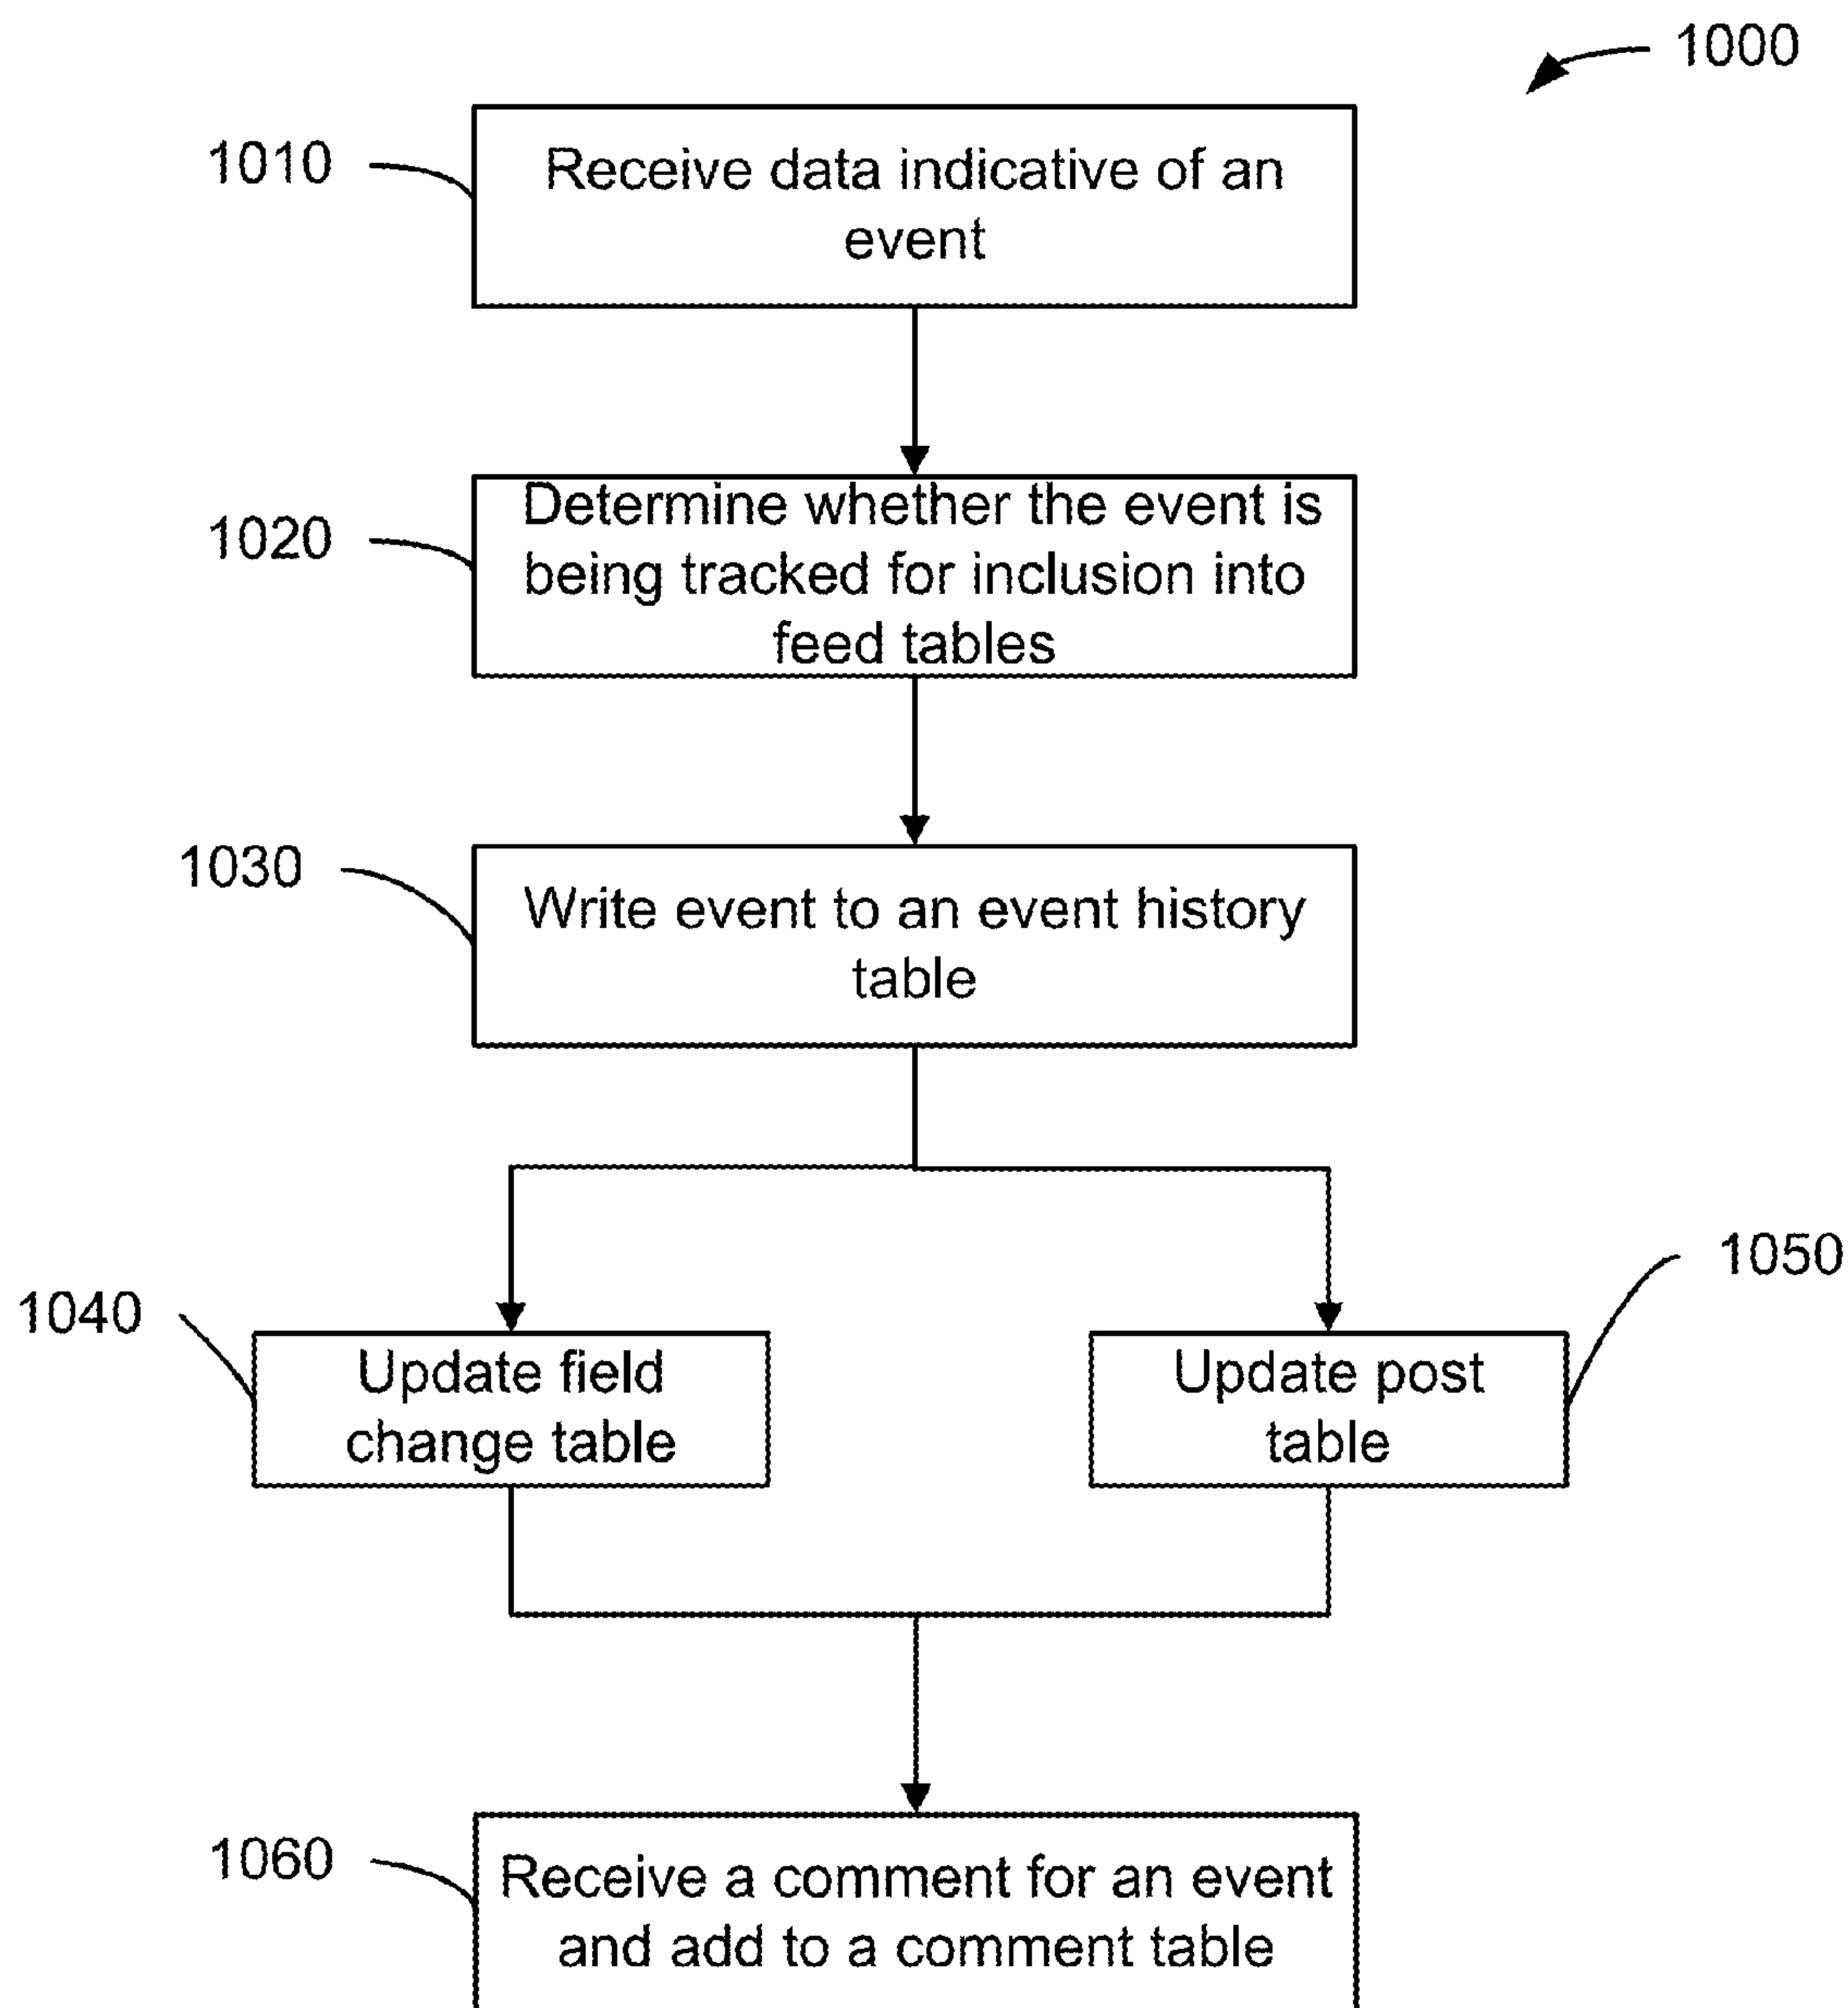 1000
1010
Receive data indicative of an
event
1020
Determine whether the event is
being tracked for inclusion into
feed tables
1030
Write event to an event history
table
1040
Update field
change table
1050
Update post
table
1060
Receive a comment for an event
and add to a comment table